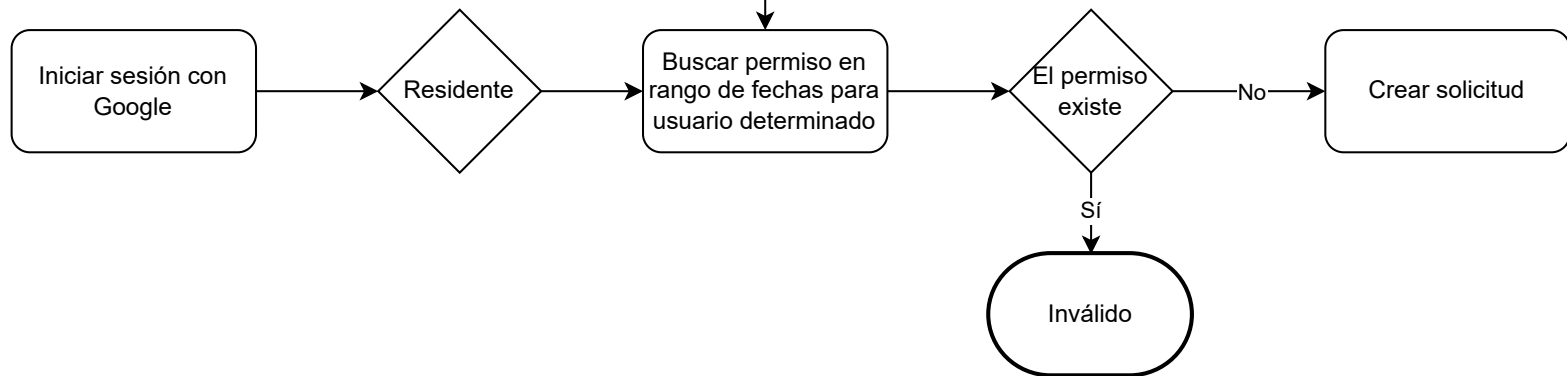 Iniciar sesión con
Google
Residente
Buscar permiso en
rango de fechas para
usuario determinado
El permiso
existe
No
Crear solicitud
Sí
Inválido